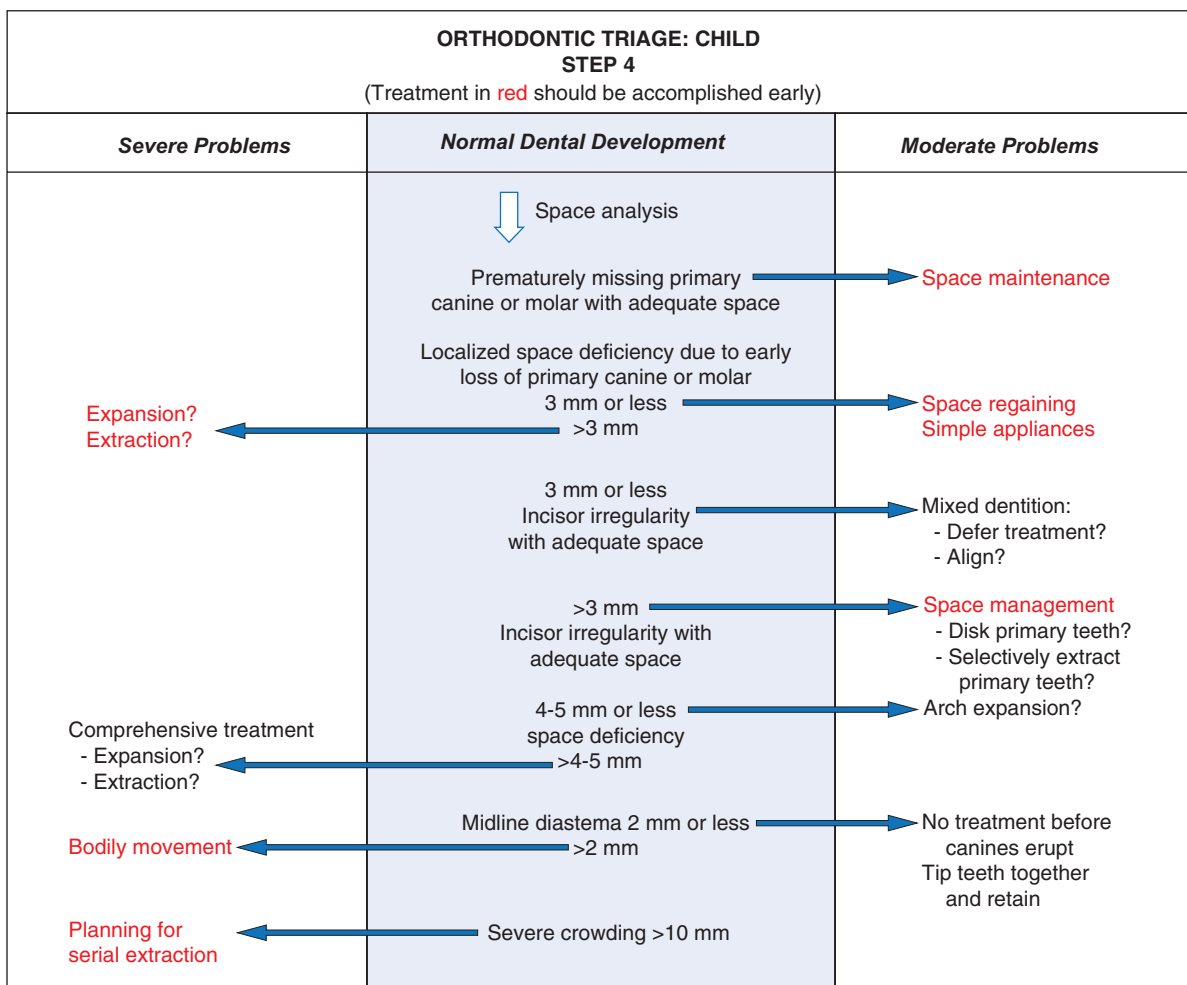 ORTHODONTIC TRIAGE: CHILD
STEP 4
(Treatment in red should be accomplished early)
Severe Problems
Normal Dental Development
Moderate Problems
Space analysis
Prematurely missing primary
canine or molar with adequate space
Space maintenance
Localized space deficiency due to early
loss of primary canine or molar
3 mm or less
>3 mm
Expansion?
Extraction?
Space regaining
Simple appliances
3 mm or less
Incisor irregularity
with adequate space
Mixed dentition:
- Defer treatment?
- Align?
>3 mm
Incisor irregularity with
adequate space
Space management
- Disk primary teeth?
- Selectively extract
primary teeth?
4-5 mm or less
space deficiency
>4-5 mm
Arch expansion?
Comprehensive treatment
- Expansion?
- Extraction?
Midline diastema 2 mm or less
>2 mm
No treatment before
canines erupt
Tip teeth together
and retain
Bodily movement
Severe crowding >10 mm
Planning for
serial extraction